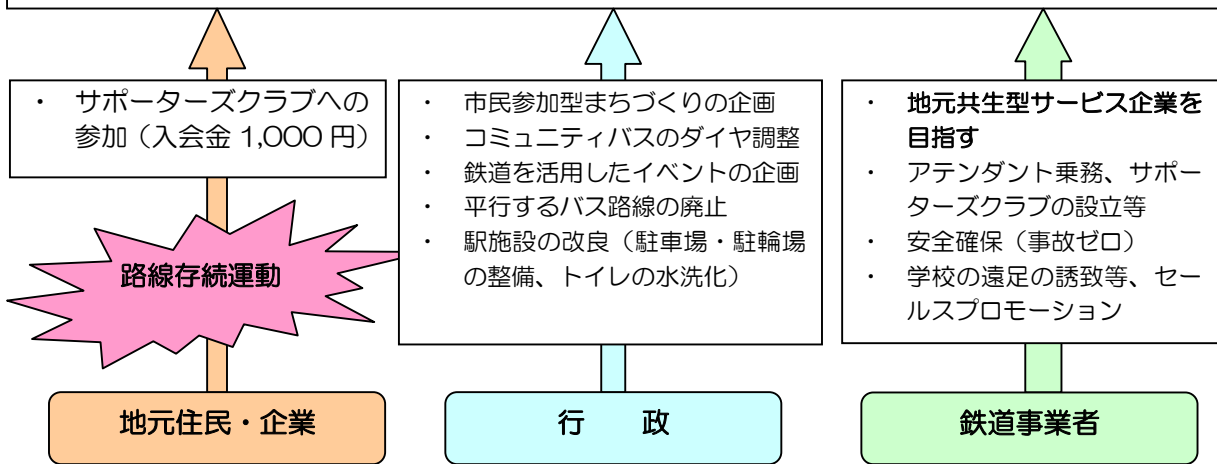 ・ サポーターズクラブへの
参加（入会金 1,000 円）
路線存続運動
地元住民・企業
・ 市民参加型まちづくりの企画
・ コミュニティバスのダイヤ調整
・ 鉄道を活用したイベントの企画
・ 平行するバス路線の廃止
・ 駅施設の改良（駐車場・駐輪場
の整備、トイレの水洗化）
行 政
・ 地元共生型サービス企業を
目指す
・ アテンダント乗務、サポー
ターズクラブの設立等
・ 安全確保（事故ゼロ）
・ 学校の遠足の誘致等、セー
ルスプロモーション
鉄道事業者